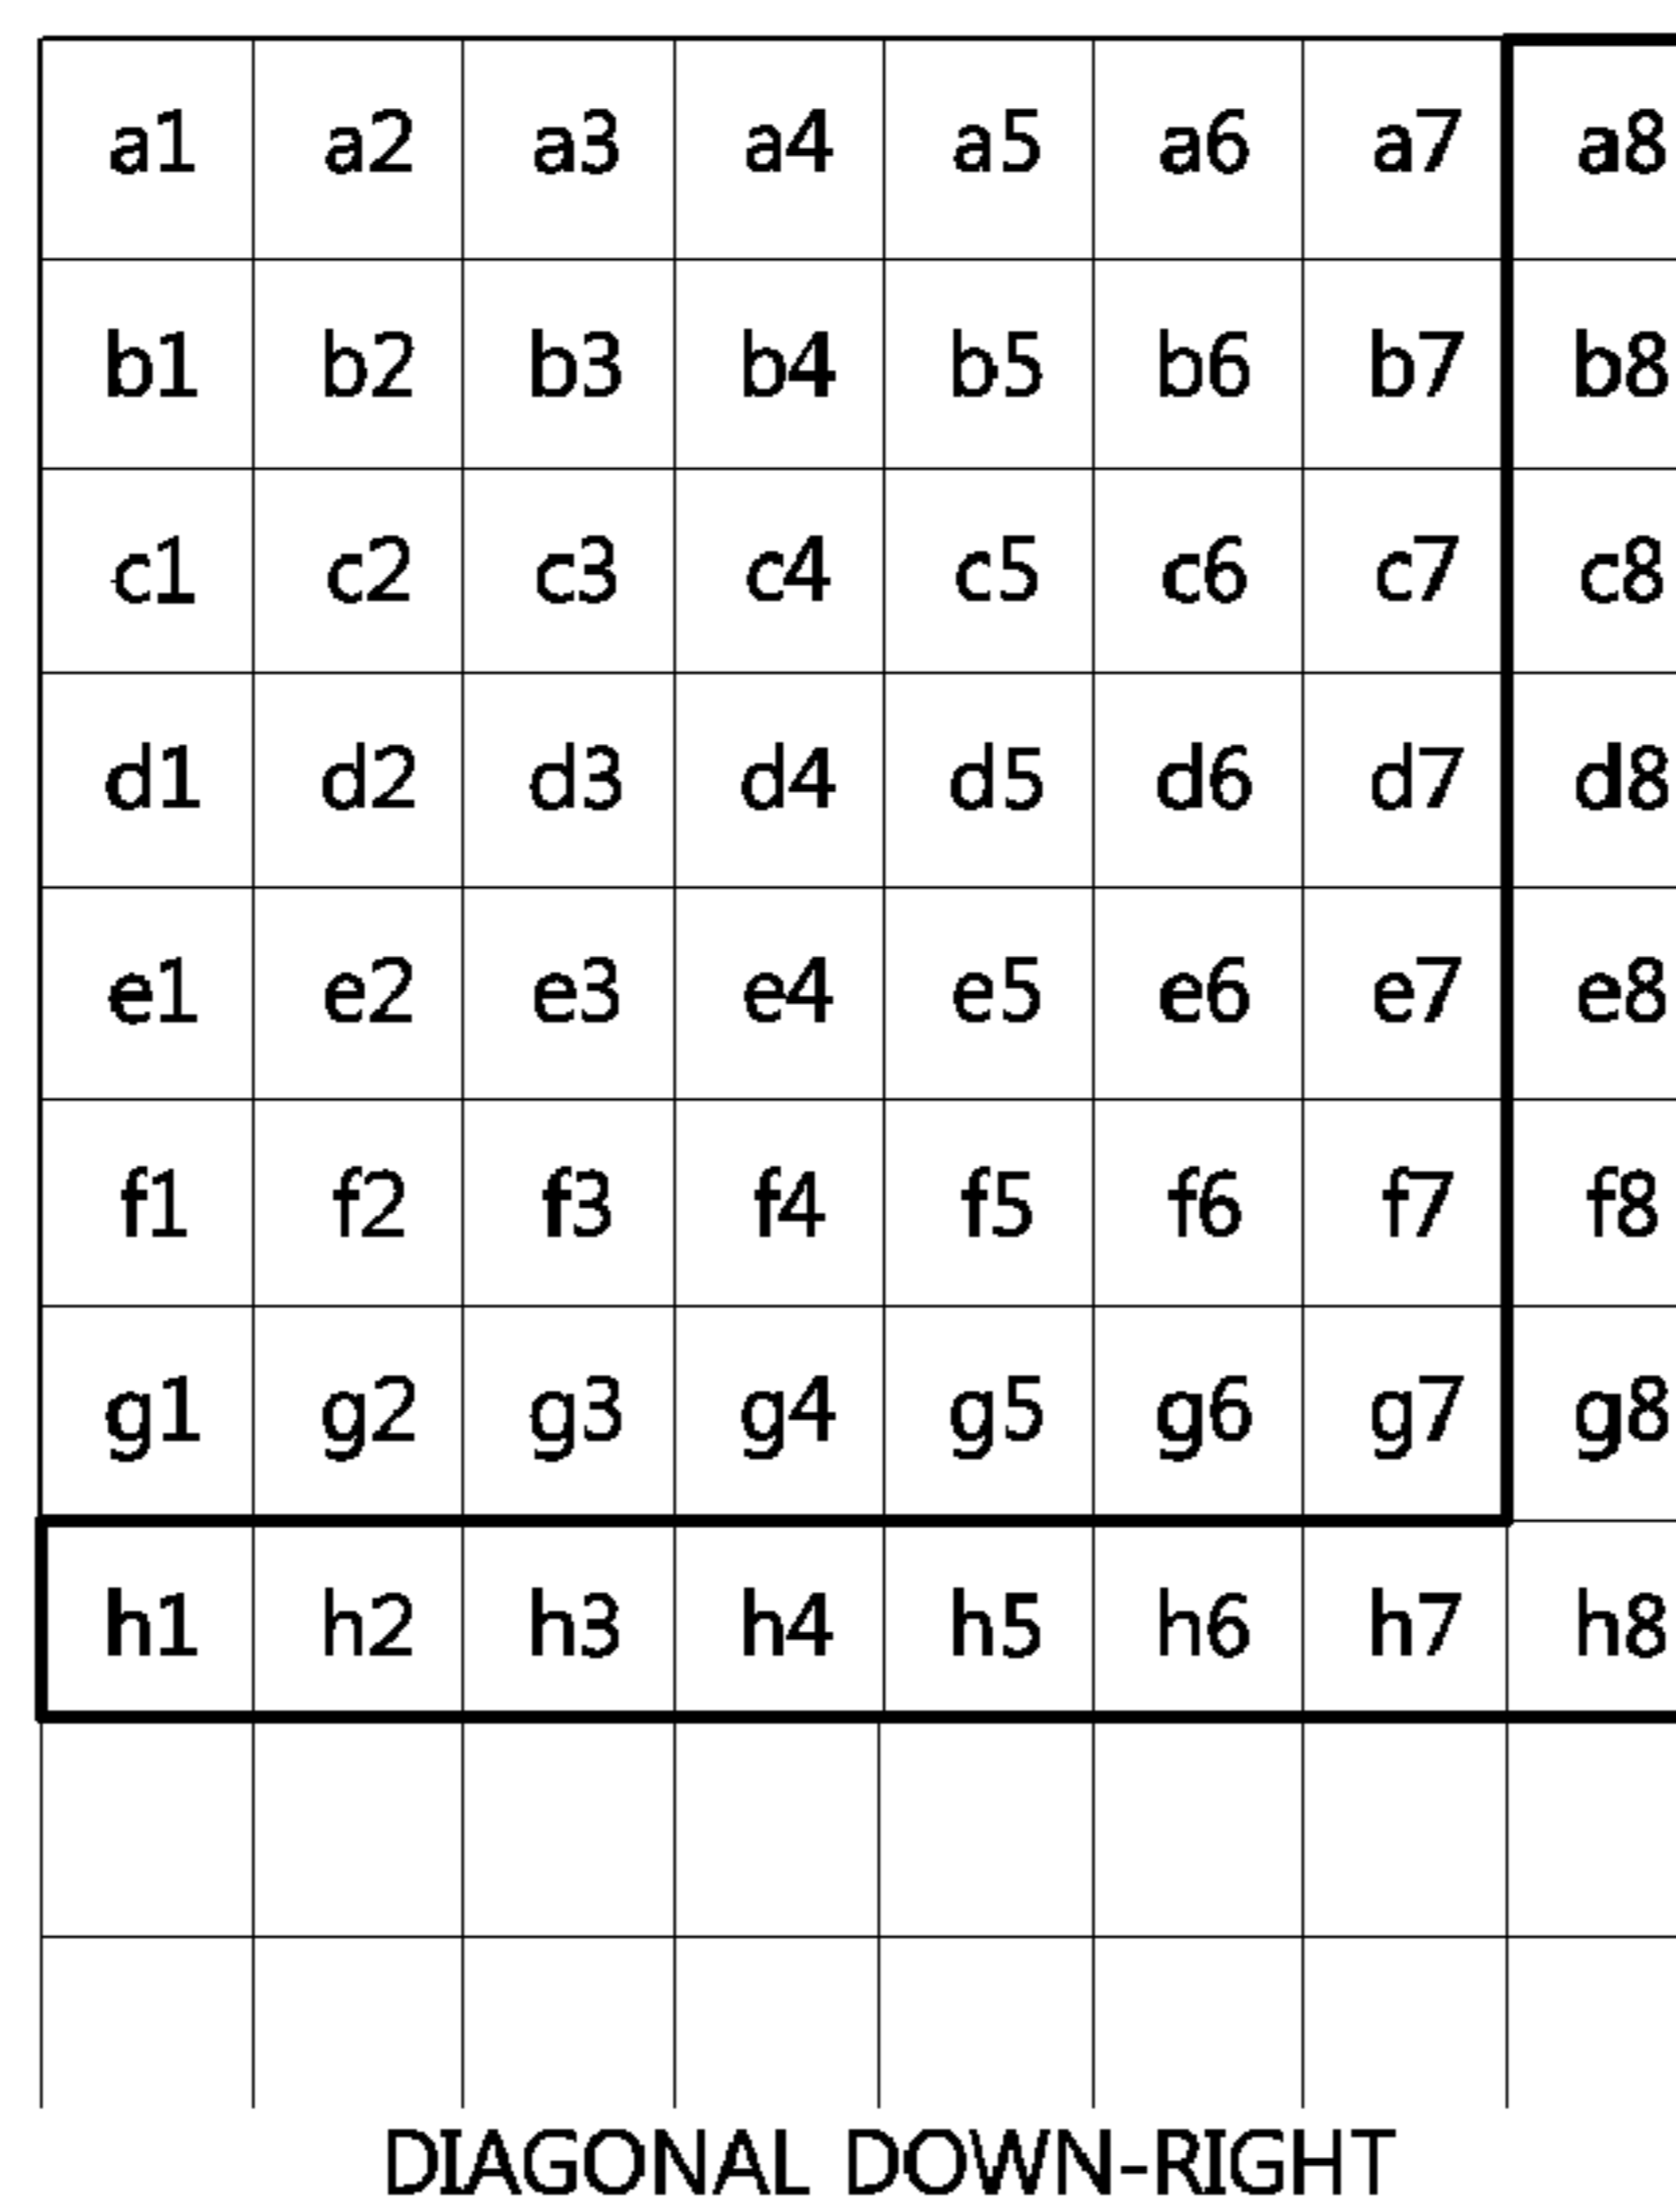 a1 a2 a3 a4 a5 a6 a7 a8
b1 b2 b3 b4 b5 b6 b7 b8
c1 c2 c3 c4 c5 c6 c7 c8
d1 d2 d3 d4 d5 d6 d7 d8
e1 e2 e3 e4 e5 e6 e7 e8
f1 f2 f3 f4 f5 f6 f7 f8
g1 g2 g3 g4 g5 g6 g7 g8
h1 h2 h3 h4 h5 h6 h7 h8
DIAGONAL DOWN-RIGHT